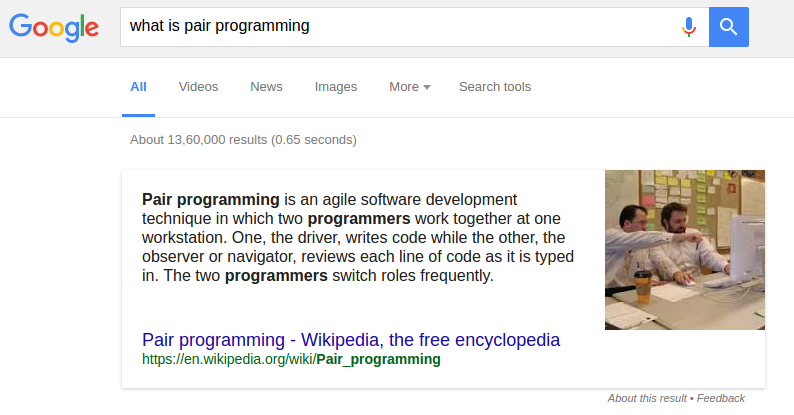 Google
what is pair programming
All Videos News Images More Search tools
About 13,60,000 results (0.65 seconds)
Pair programming is an agile software development
technique in which two programmers work together at one
workstation. One, the driver, writes code while the other, the
observer or navigator, reviews each line of code as it is typed
in. The two programmers switch roles frequently.
Pair programming - Wikipedia, the free encyclopedia
https://en.wikipedia.org/wiki/Pair_programming
About this result • Feedback